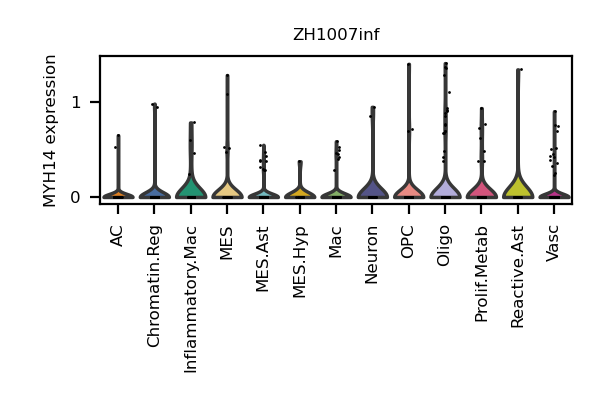 ZH1007inf
MYH14 expression
1
0
AC
Chromatin.Reg
Inflammatory.Mac
MES
MES.Ast
MES.Hyp
Mac
Neuron
OPC
Oligo
Prolif.Metab
Reactive.Ast
Vasc